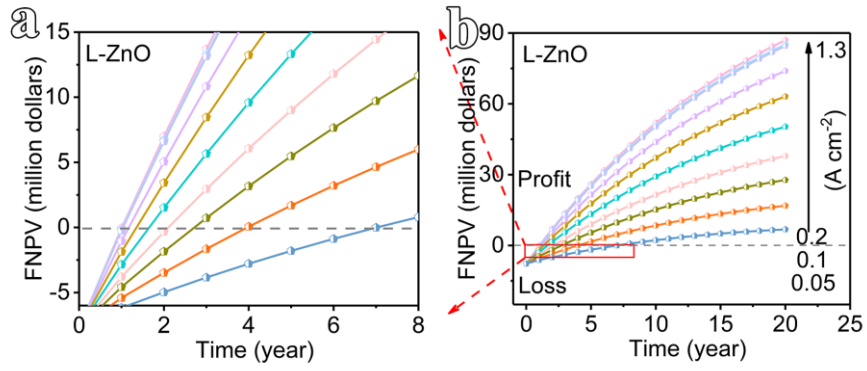 a
L-ZnO
FNPV (million dollars)
15
10
5
0
-5
0 2 4 6 8
Time (year)
b
L-ZnO
FNPV (million dollars)
90
60
30
0
Profit
Loss
1.3
(A cm⁻²)
0.2
0.1
0.05
0 5 10 15 20 25
Time (year)